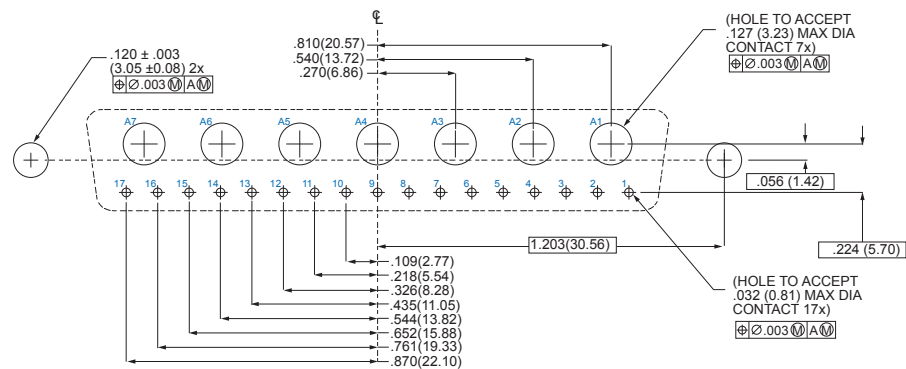 ℄
.810(20.57)
.540(13.72)
.270(6.86)
(HOLE TO ACCEPT
.127 (3.23) MAX DIA
CONTACT 7x)
⌖ ⌀.003 Ⓜ A Ⓜ
.120 ± .003
(3.05 ±0.08) 2x
⌖ ⌀.003 Ⓜ A Ⓜ
A7 A6 A5 A4 A3 A2 A1
17 16 15 14 13 12 11 10 9 8 7 6 5 4 3 2 1
.056 (1.42)
.224 (5.70)
1.203(30.56)
.109(2.77)
.218(5.54)
.326(8.28)
.435(11.05)
.544(13.82)
.652(15.88)
.761(19.33)
.870(22.10)
(HOLE TO ACCEPT
.032 (0.81) MAX DIA
CONTACT 17x)
⌖ ⌀.003 Ⓜ A Ⓜ